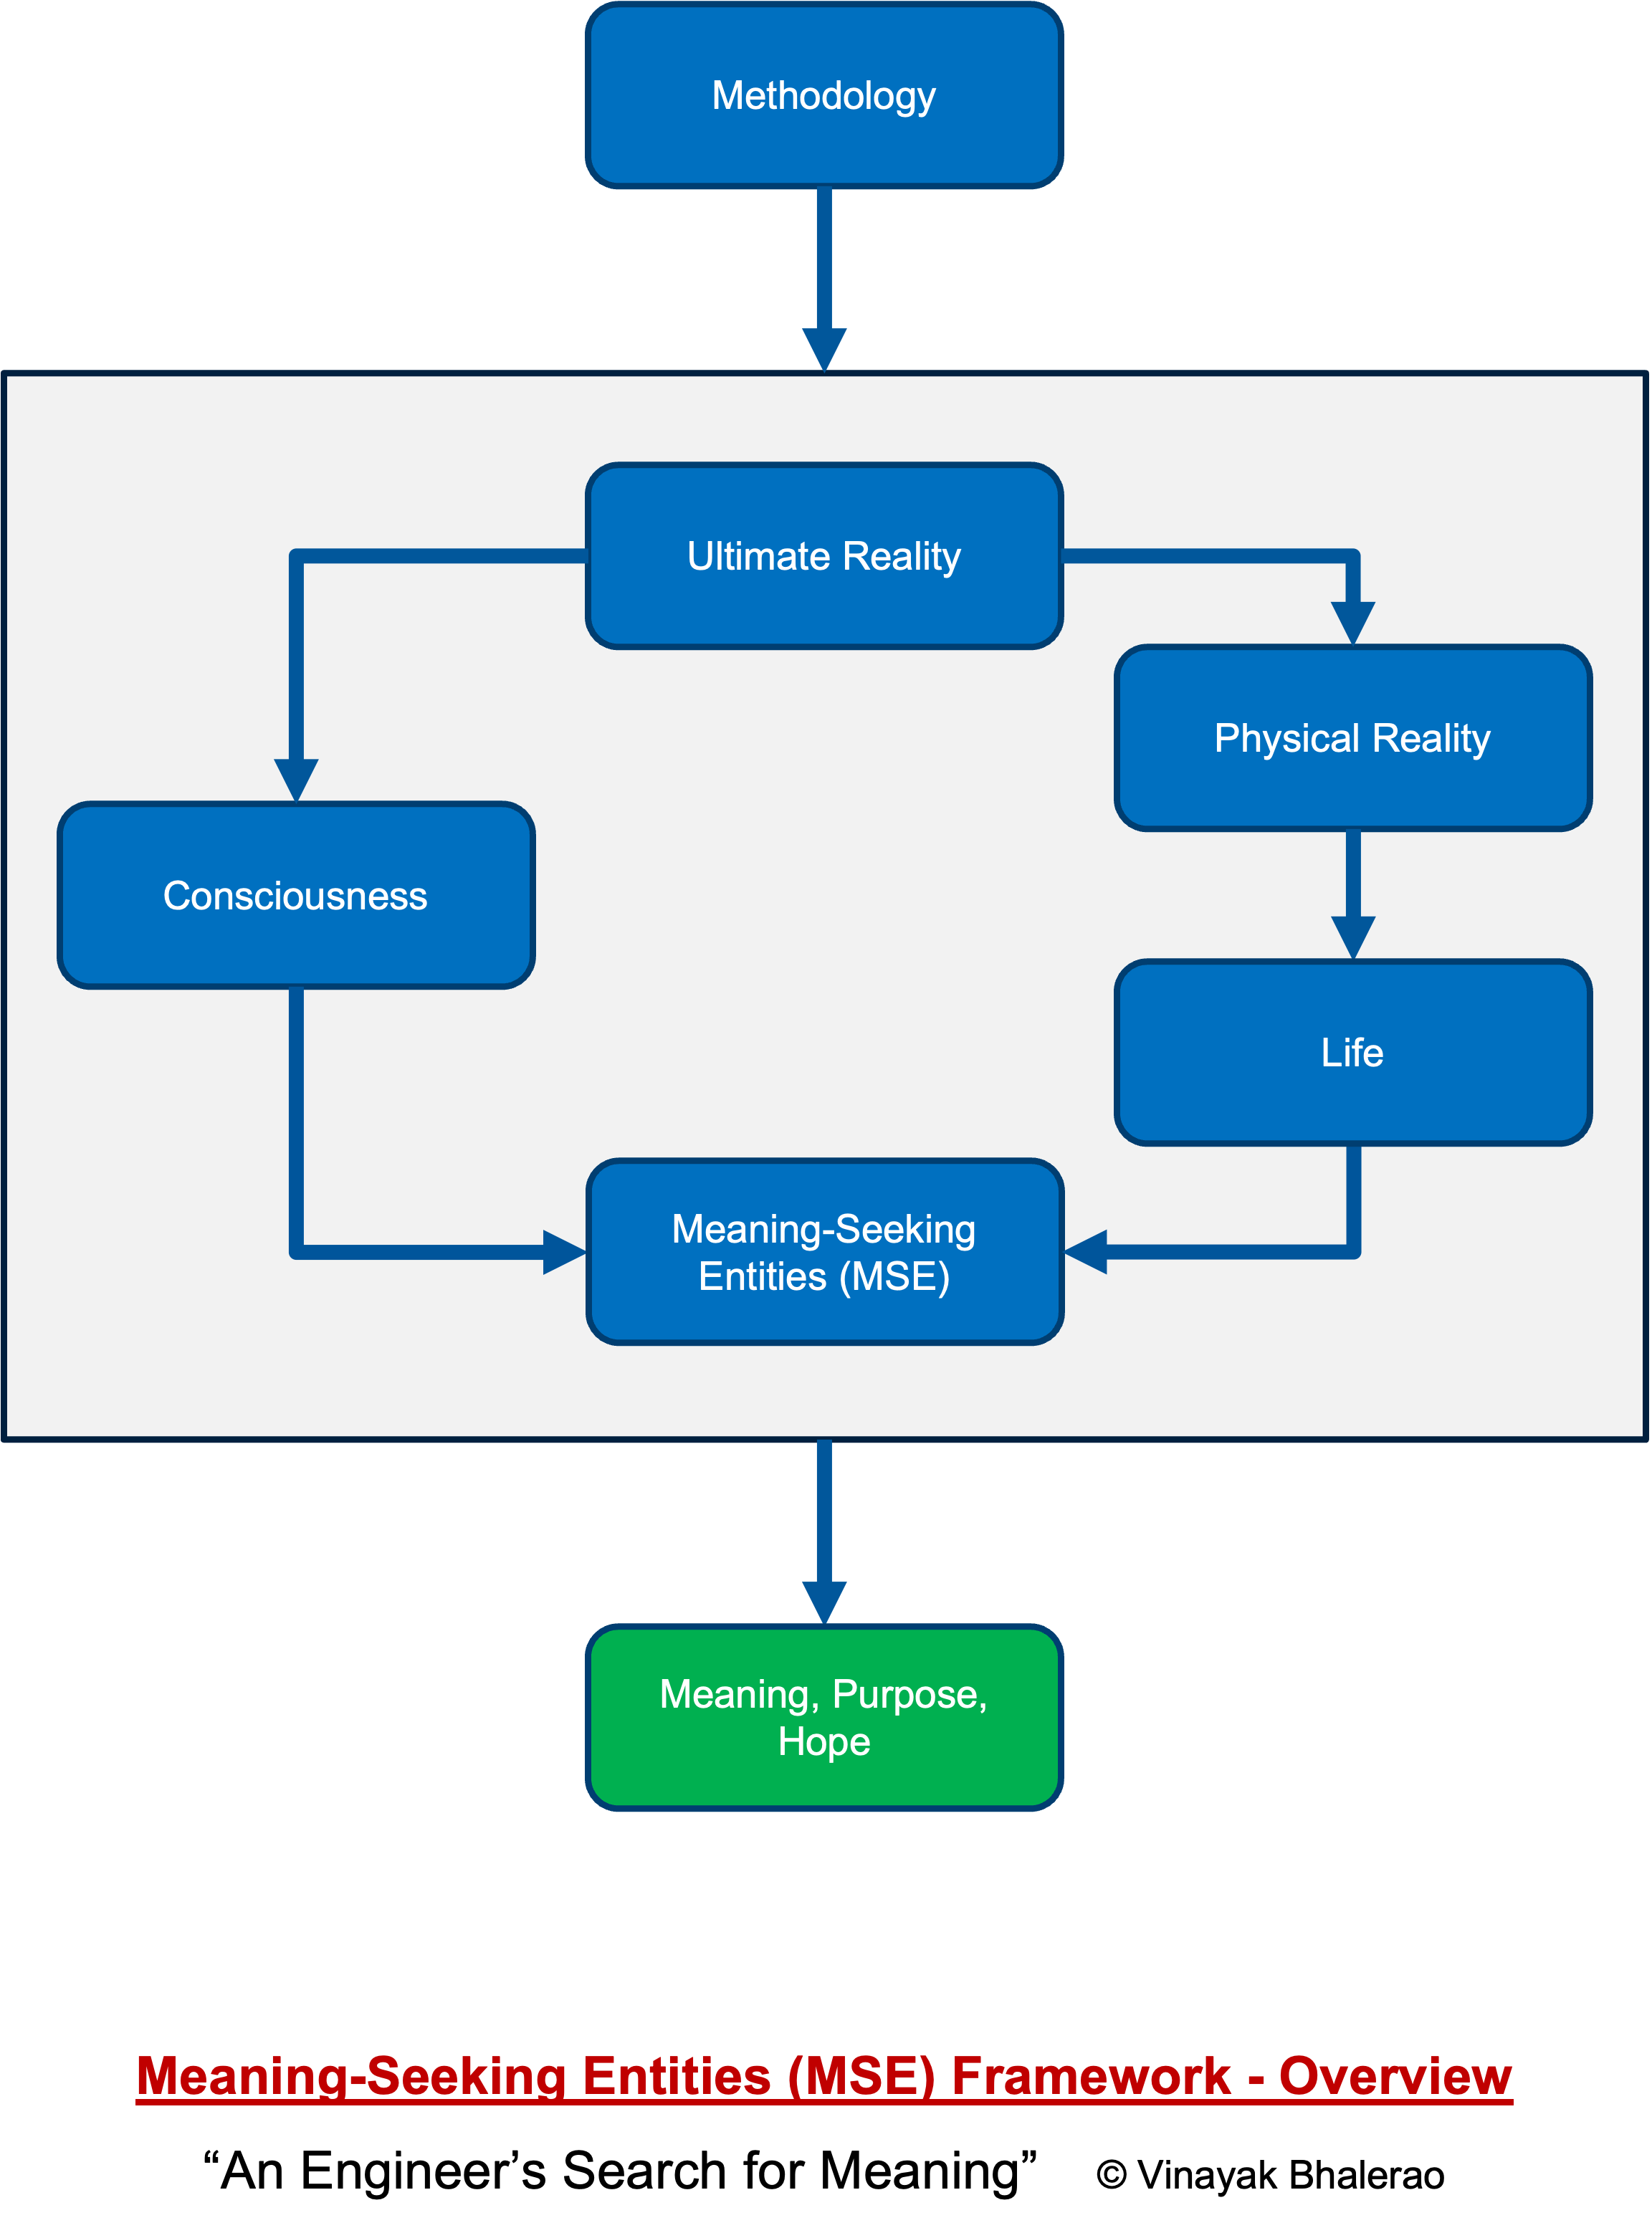 Methodology
Ultimate Reality
Physical Reality
Consciousness
Life
Meaning-Seeking
Entities (MSE)
Meaning, Purpose,
Hope
Meaning-Seeking Entities (MSE) Framework - Overview
“An Engineer’s Search for Meaning” © Vinayak Bhalerao